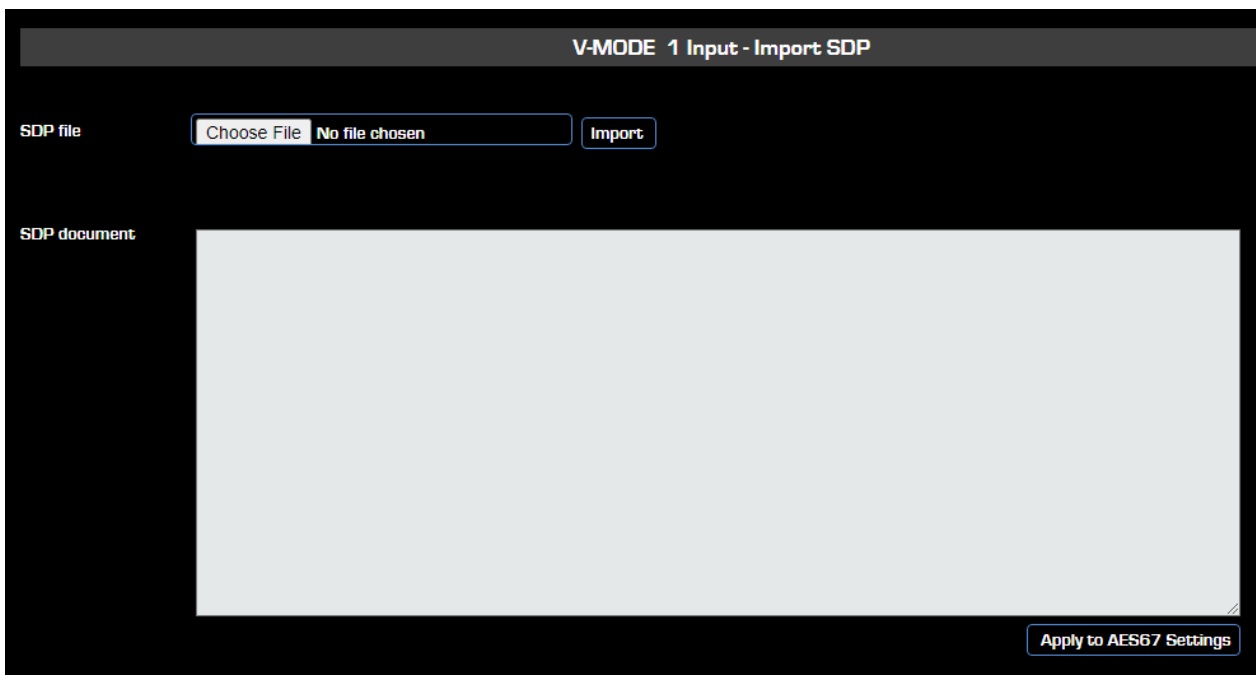 V-MODE 1 Input - Import SDP
SDP file Choose File No file chosen Import
SDP document
Apply to AES67 Settings